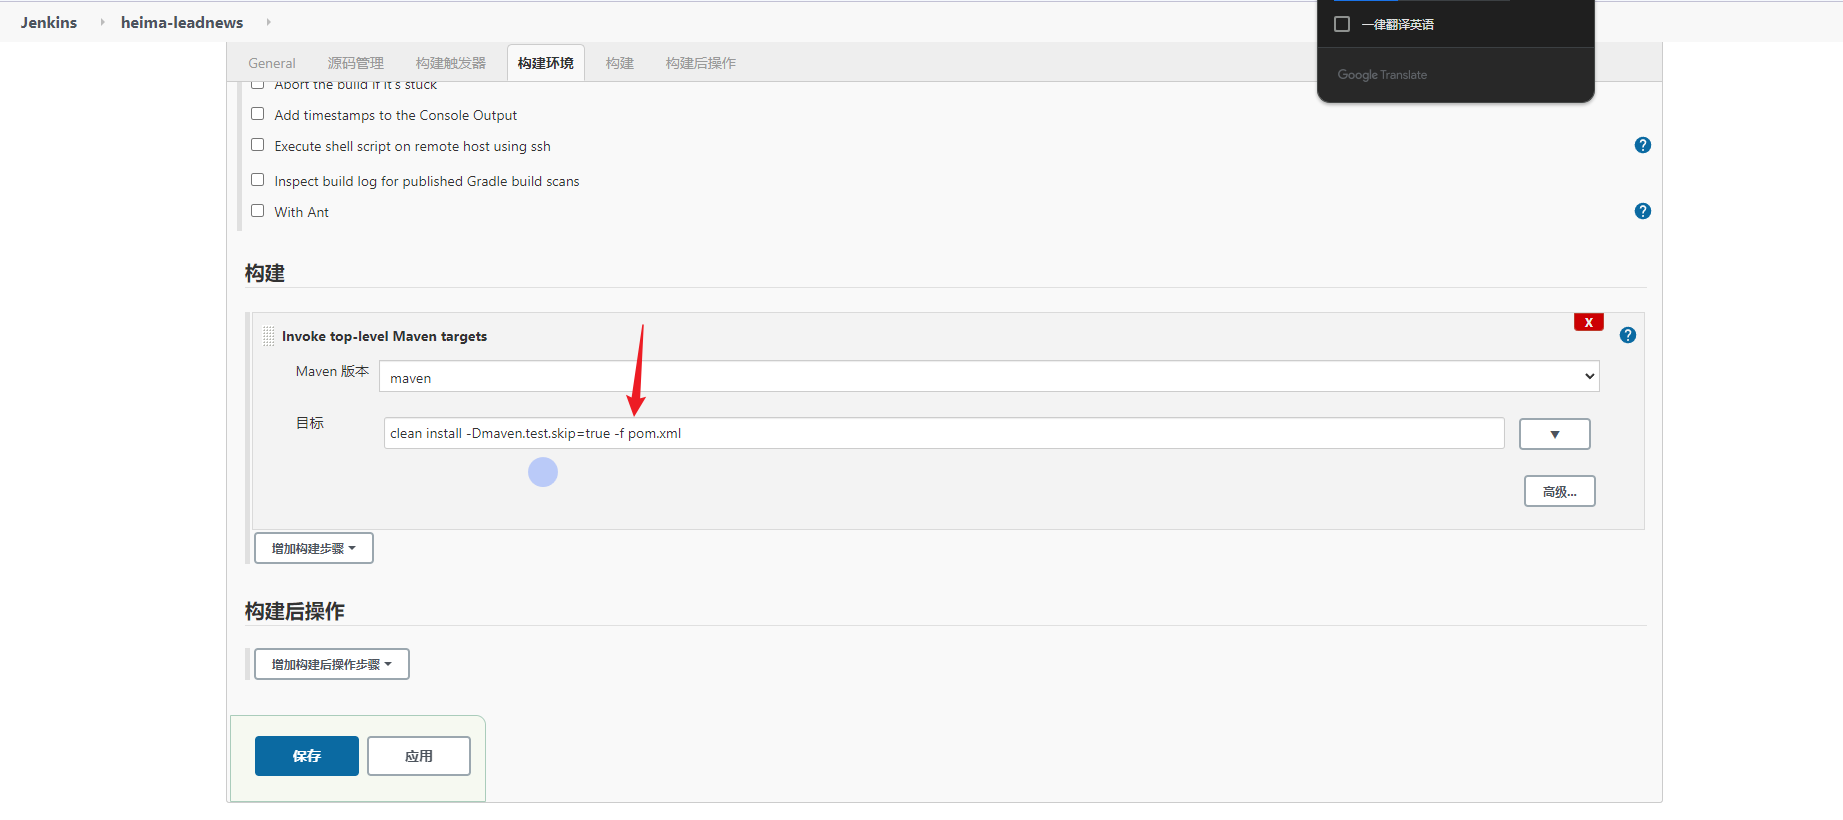 Jenkins heima-leadnews
一律翻译英语
Google Translate
General 源码管理 构建触发器 构建环境 构建 构建后操作
Abort the build if it's stuck
Add timestamps to the Console Output
Execute shell script on remote host using ssh
?
Inspect build log for published Gradle build scans
With Ant
?
构建
X
Invoke top-level Maven targets
?
Maven 版本
maven
目标
clean install -Dmaven.test.skip=true -f pom.xml
高级...
增加构建步骤
构建后操作
增加构建后操作步骤
保存 应用